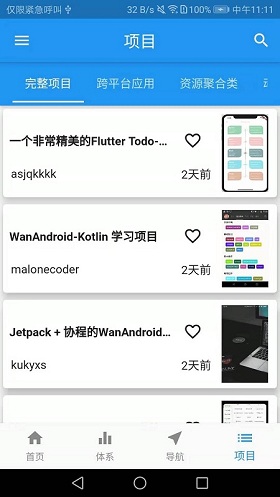 仅限紧急呼叫 32 B/s 100% 中午11:11
项目
完整项目 跨平台应用 资源聚合类
一个非常精美的Flutter Todo-...
asjqkkkk 2天前
WanAndroid-Kotlin 学习项目
malonecoder 2天前
Jetpack + 协程的WanAndroid...
kukyxs 2天前
首页 体系 导航 项目